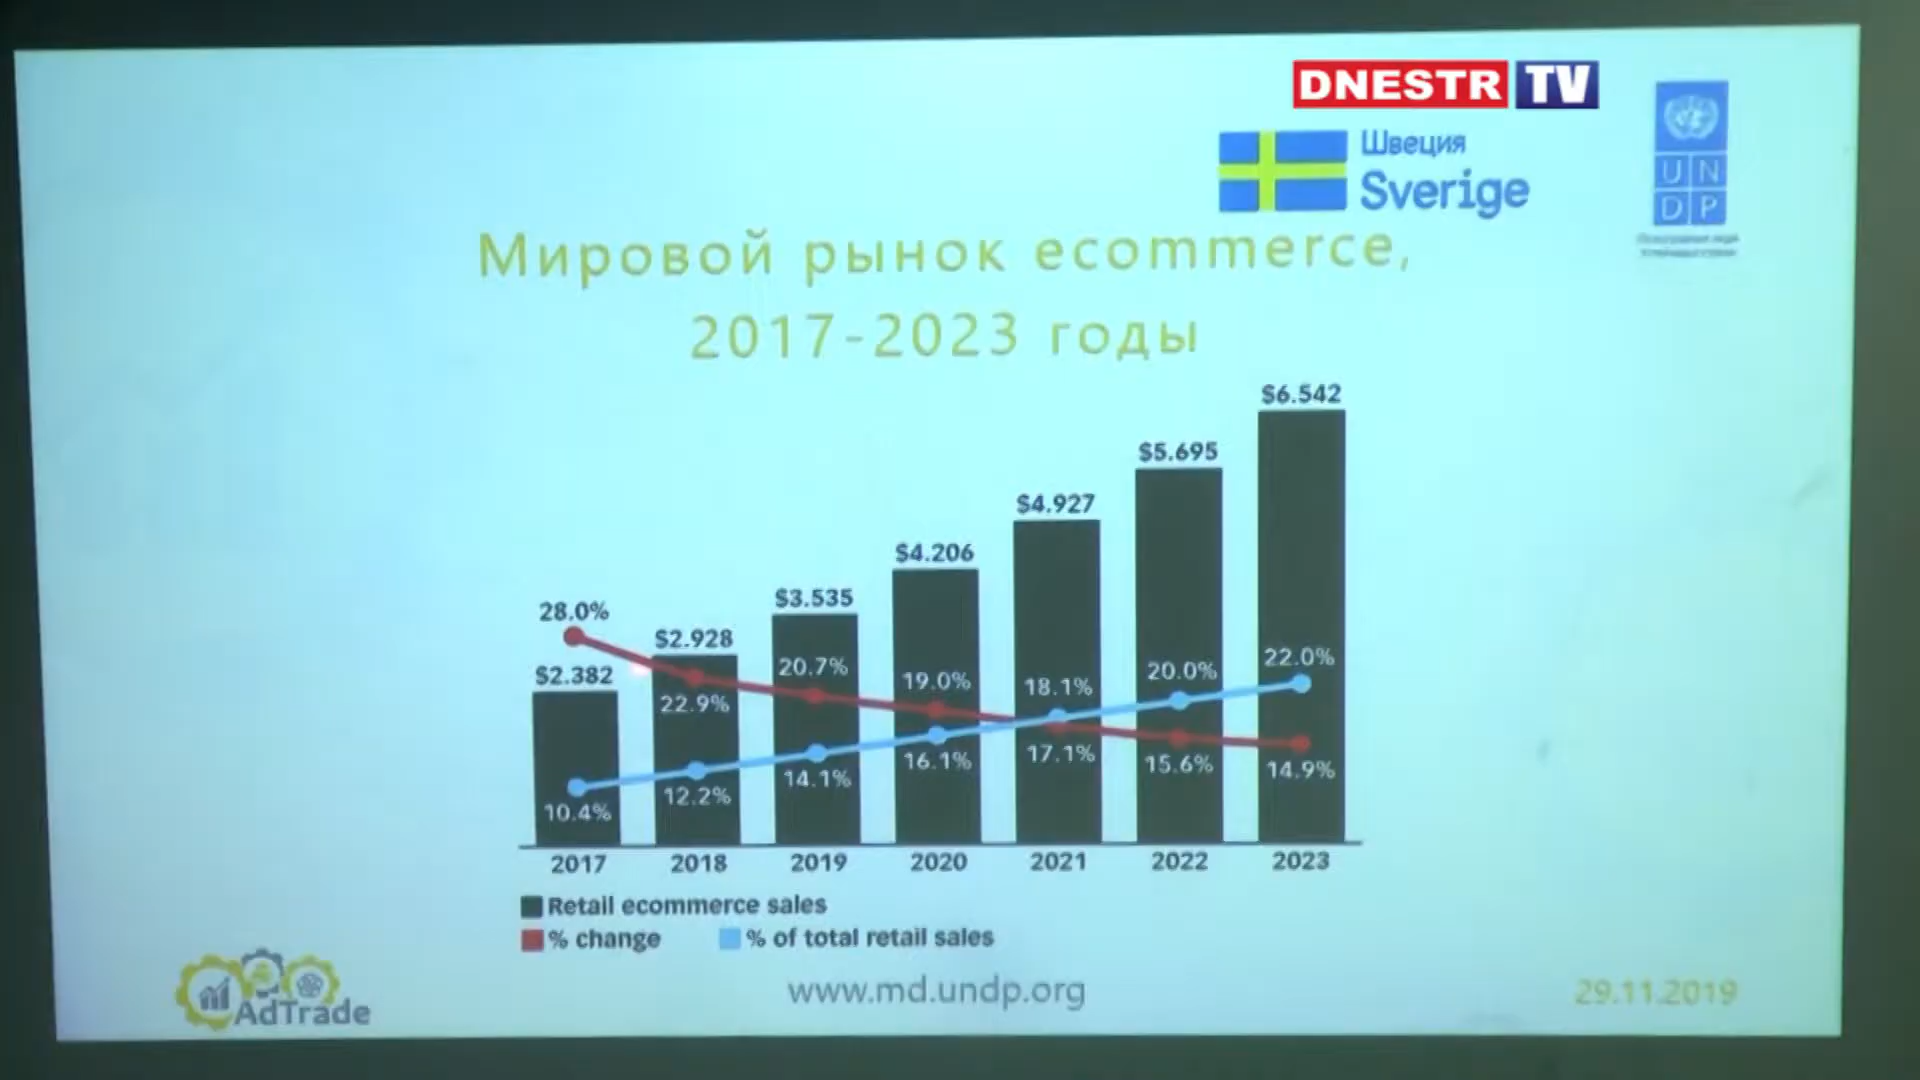 DNESTR TV
Швеция
Sverige
U N
D P
Мировой рынок ecommerce,
2017-2023 годы
$2.382
$2.928
$3.535
$4.206
$4.927
$5.695
$6.542
28.0%
22.9%
20.7%
19.0%
17.1%
15.6%
14.9%
10.4%
12.2%
14.1%
16.1%
18.1%
20.0%
22.0%
2017 2018 2019 2020 2021 2022 2023
Retail ecommerce sales
% change % of total retail sales
AdTrade
www.md.undp.org
29.11.2019